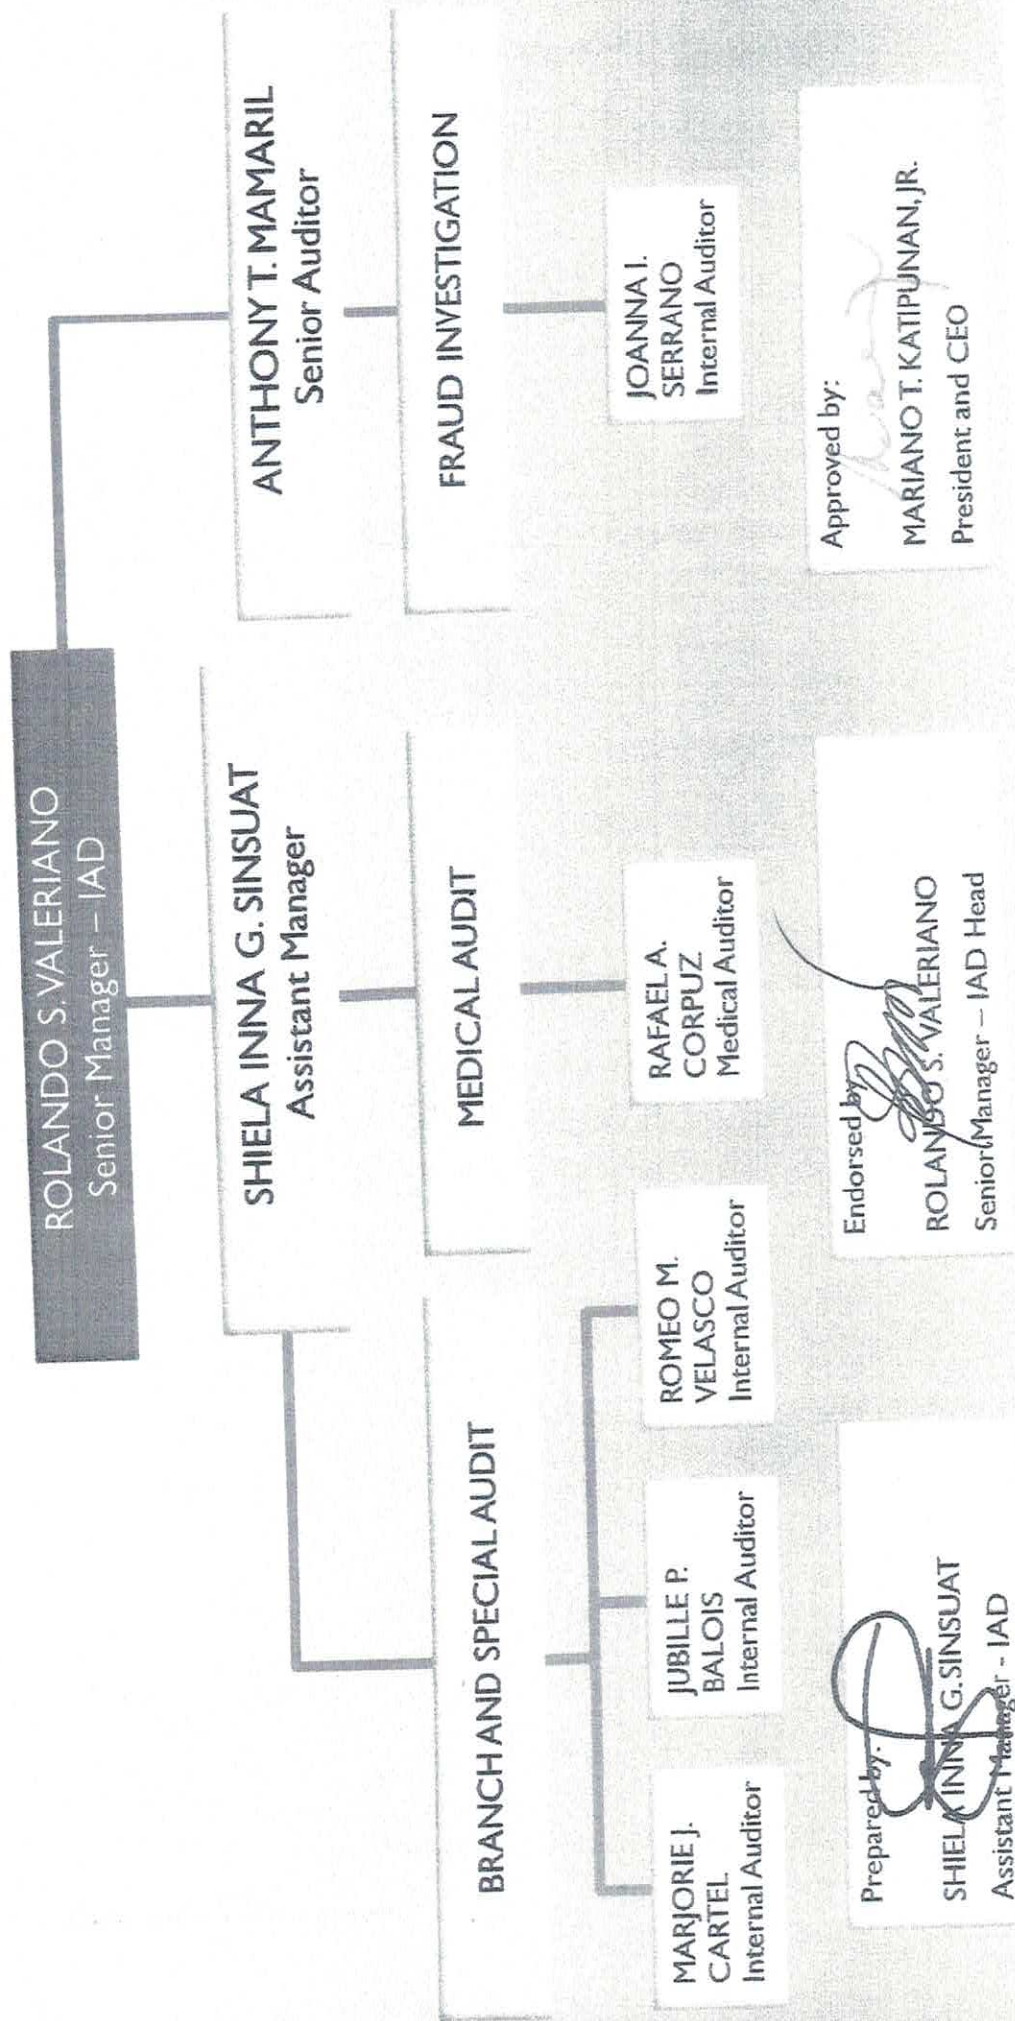 ROLANDO S. VALERIANO
Senior Manager – IAD
SHIELA INNA G. SINSUAT
Assistant Manager
ANTHONY T. MAMARIL
Senior Auditor
BRANCH AND SPECIAL AUDIT
MEDICAL AUDIT
FRAUD INVESTIGATION
MARJORIE J.
CARTEL
Internal Auditor
JUBILLE P.
BALOIS
Internal Auditor
ROMEO M.
VELASCO
Internal Auditor
RAFAEL A.
CORPUZ
Medical Auditor
JOANNA I.
SERRANO
Internal Auditor
Prepared by:
SHIELA INNA G. SINSUAT
Assistant Manager - IAD
Endorsed by:
ROLANDO S. VALERIANO
Senior Manager – IAD Head
Approved by:
MARIANO T. KATIPUNAN, JR.
President and CEO